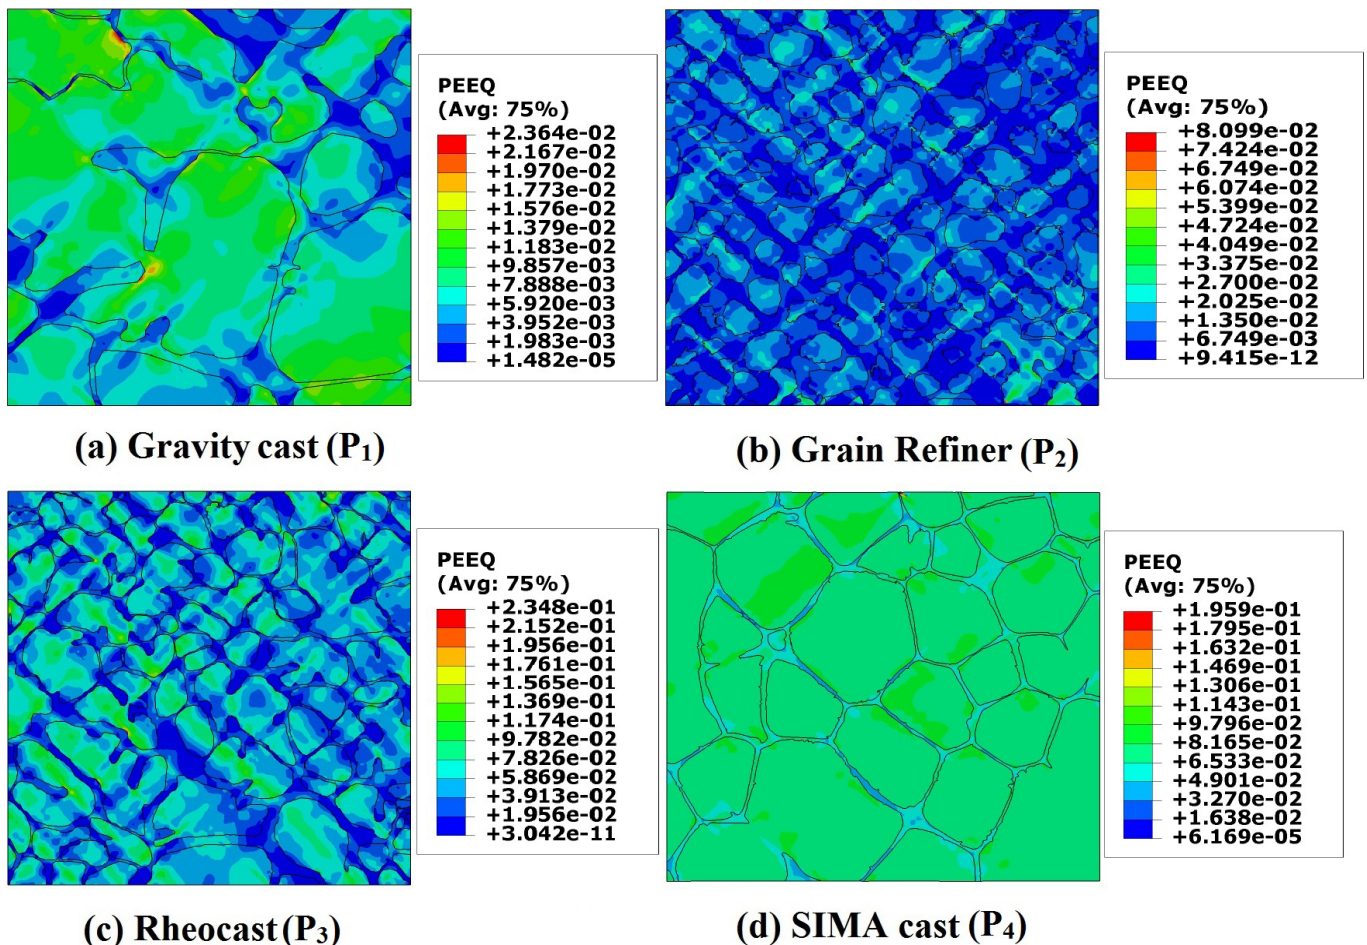 PEEQ
(Avg: 75%)
+2.364e-02
+2.167e-02
+1.970e-02
+1.773e-02
+1.576e-02
+1.379e-02
+1.183e-02
+9.857e-03
+7.888e-03
+5.920e-03
+3.952e-03
+1.983e-03
+1.482e-05
(a) Gravity cast (P1)
PEEQ
(Avg: 75%)
+8.099e-02
+7.424e-02
+6.749e-02
+6.074e-02
+5.399e-02
+4.724e-02
+4.049e-02
+3.375e-02
+2.700e-02
+2.025e-02
+1.350e-02
+6.749e-03
+9.415e-12
(b) Grain Refiner (P2)
PEEQ
(Avg: 75%)
+2.348e-01
+2.152e-01
+1.956e-01
+1.761e-01
+1.565e-01
+1.369e-01
+1.174e-01
+9.782e-02
+7.826e-02
+5.869e-02
+3.913e-02
+1.956e-02
+3.042e-11
(c) Rheocast (P3)
PEEQ
(Avg: 75%)
+1.959e-01
+1.795e-01
+1.632e-01
+1.469e-01
+1.306e-01
+1.143e-01
+9.796e-02
+8.165e-02
+6.533e-02
+4.901e-02
+3.270e-02
+1.638e-02
+6.169e-05
(d) SIMA cast (P4)